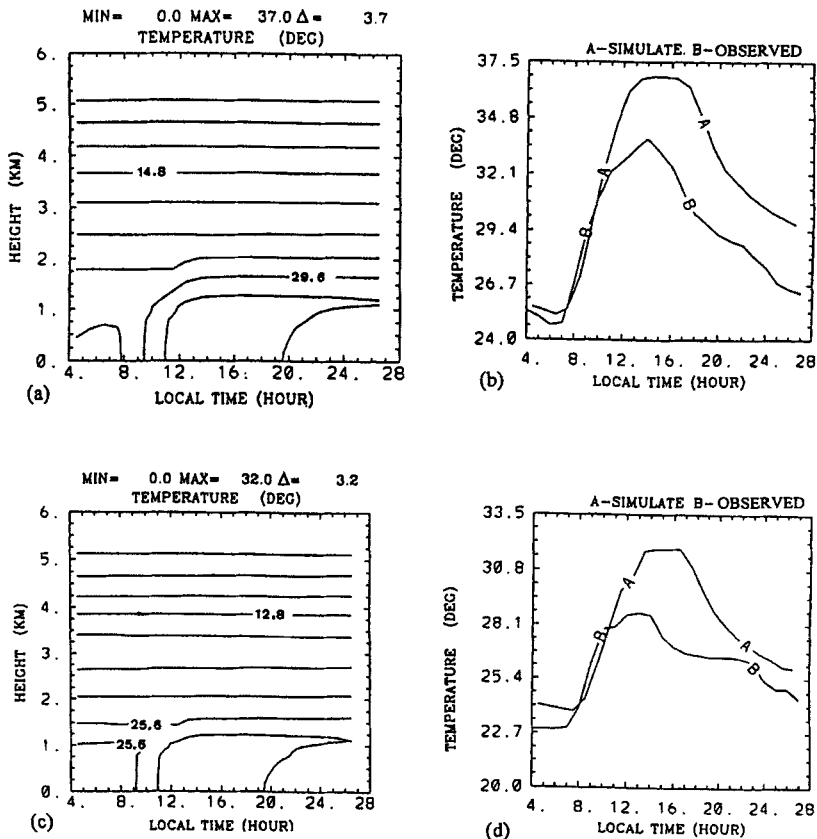 MIN= 0.0 MAX= 37.0 Δ= 3.7
TEMPERATURE (DEG)
6.
5.
4.
3.
2.
1.
0.
HEIGHT (KM)
14.8
29.6
4. 8. 12. 16. 20. 24. 28
LOCAL TIME (HOUR)
(a)
A-SIMULATE. B-OBSERVED
37.5
34.8
32.1
29.4
26.7
24.0
TEMPERATURE (DEG)
A
A
B
B
4. 8. 12. 16. 20. 24. 28
LOCAL TIME (HOUR)
(b)
MIN= 0.0 MAX= 32.0 Δ= 3.2
TEMPERATURE (DEG)
6.
5.
4.
3.
2.
1.
0.
HEIGHT (KM)
12.8
25.6
25.6
4. 8. 12. 16. 20. 24. 28
LOCAL TIME (HOUR)
(c)
A-SIMULATE B-OBSERVED
33.5
30.8
28.1
25.4
22.7
20.0
TEMPERATURE (DEG)
A
B
A
B
4. 8. 12. 16. 20. 24. 28
LOCAL TIME (HOUR)
(d)